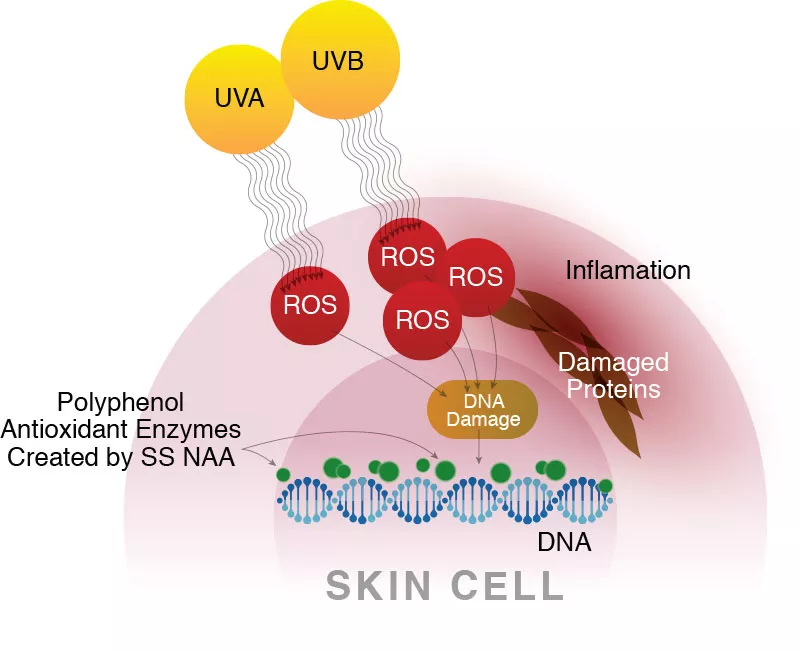 UVB
UVA
ROS
ROS
ROS
ROS
Inflamation
Damaged
Proteins
DNA
Damage
Polyphenol
Antioxidant Enzymes
Created by SS NAA
DNA
SKIN CELL